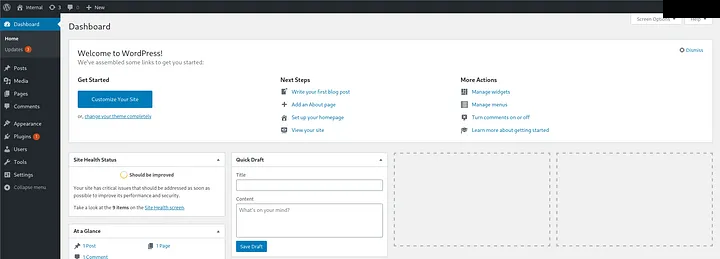 Internal 3 0 New
Screen Options Help
Dashboard
Home
Updates 3
Posts
Media
Pages
Comments
Appearance
Plugins 1
Users
Tools
Settings
Collapse menu
Dashboard
Welcome to WordPress!
We've assembled some links to get you started:
Dismiss
Get Started
Customize Your Site
or, change your theme completely
Next Steps
Write your first blog post
Add an About page
Set up your homepage
View your site
More Actions
Manage widgets
Manage menus
Turn comments on or off
Learn more about getting started
Site Health Status
Should be improved
Your site has critical issues that should be addressed as soon as
possible to improve its performance and security.
Take a look at the 9 items on the Site Health screen.
At a Glance
1 Post
1 Page
1 Comment
Quick Draft
Title
Content
What's on your mind?
Save Draft